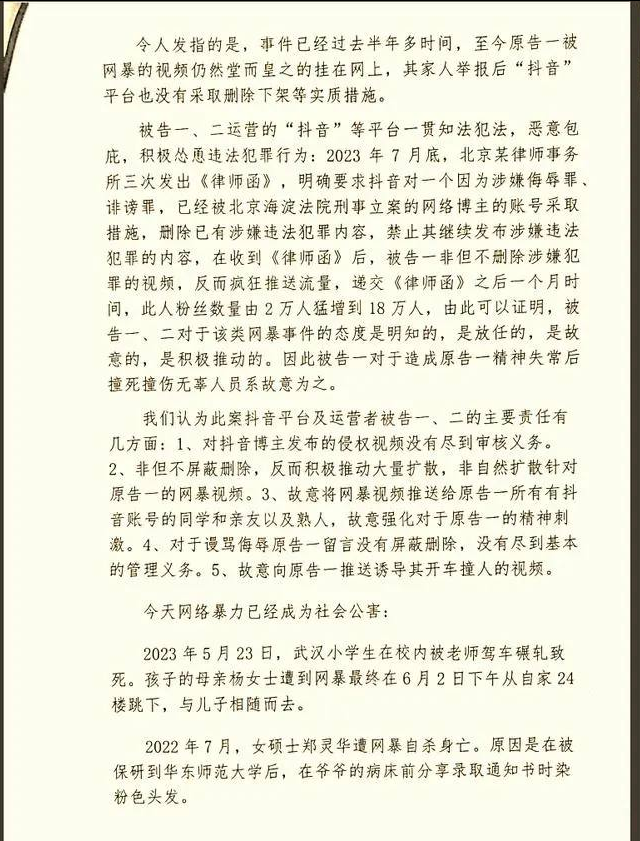 令人发指的是，事件已经过去半年多时间，至今原告一被
网暴的视频仍然堂而皇之的挂在网上，其家人举报后“抖音”
平台也没有采取删除下架等实质措施。
被告一、二运营的“抖音”等平台一贯知法犯法，恶意包
庇，积极怂恿违法犯罪行为：2023 年 7 月底，北京某律师事务
所三次发出《律师函》，明确要求抖音对一个因为涉嫌侮辱罪、
诽谤罪，已经被北京海淀法院刑事立案的网络博主的账号采取
措施，删除已有涉嫌违法犯罪内容，禁止其继续发布涉嫌违法
犯罪的内容，在收到《律师函》后，被告一非但不删除涉嫌犯
罪的视频，反而疯狂推送流量，递交《律师函》之后一个月时
间，此人粉丝数量由 2 万人猛增到 18 万人，由此可以证明，被
告一、二对于该类网暴事件的态度是明知的，是放任的，是故
意的，是积极推动的。因此被告一对于造成原告一精神失常后
撞死撞伤无辜人员系故意为之。
我们认为此案抖音平台及运营者被告一、二的主要责任有
几方面：1、对抖音博主发布的侵权视频没有尽到审核义务。
2、非但不屏蔽删除，反而积极推动大量扩散，非自然扩散针对
原告一的网暴视频。3、故意将网暴视频推送给原告一所有有抖
音账号的同学和亲友以及熟人，故意强化对于原告一的精神刺
激。4、对于谩骂侮辱原告一留言没有屏蔽删除，没有尽到基本
的管理义务。5、故意向原告一推送诱导其开车撞人的视频。
今天网络暴力已经成为社会公害：
2023 年 5 月 23 日，武汉小学生在校内被老师驾车碾轧致
死。孩子的母亲杨女士遭到网暴最终在 6 月 2 日下午从自家 24
楼跳下，与儿子相随而去。
2022 年 7 月，女硕士郑灵华遭网暴自杀身亡。原因是在被
保研到华东师范大学后，在爷爷的病床前分享录取通知书时染
粉色头发。